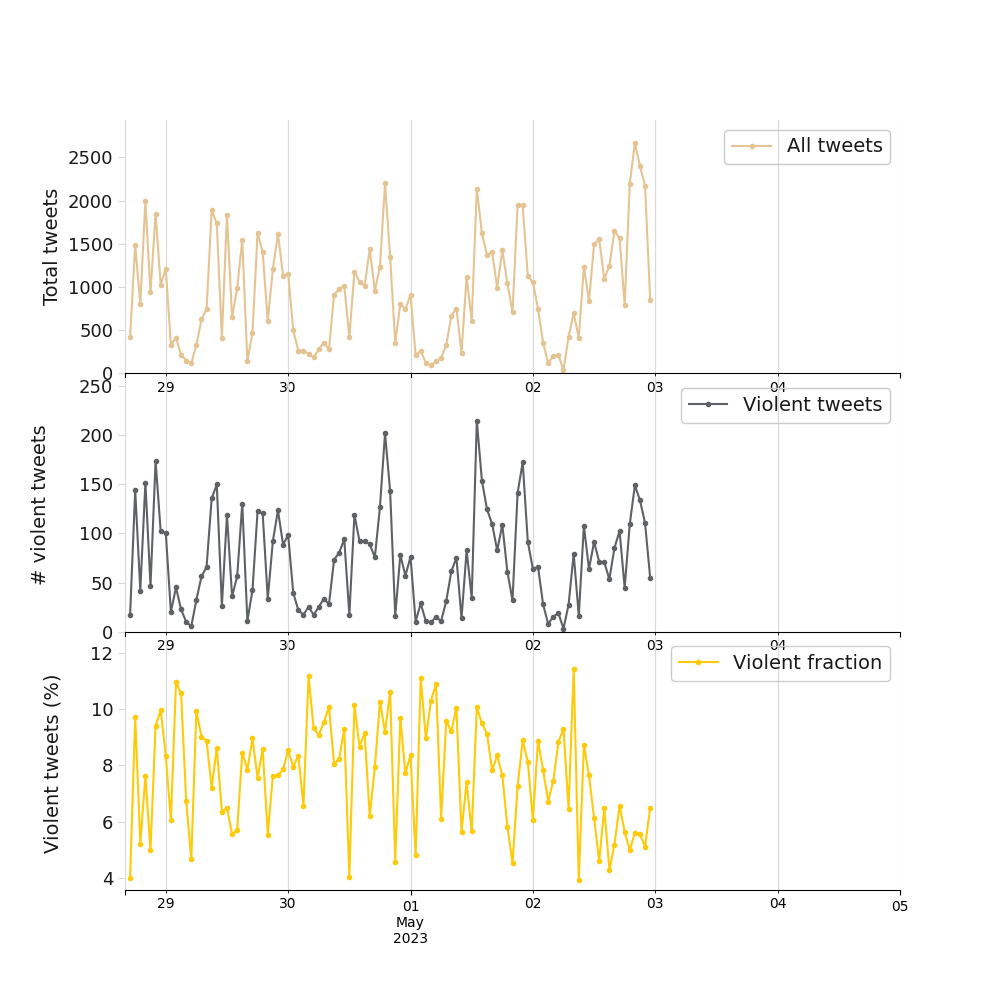 All tweets
2500
2000
1500
1000
500
0
Total tweets
29 30 02 03 04
Violent tweets
250
200
150
100
50
0
# violent tweets
29 30 02 03 04
Violent fraction
12
10
8
6
4
Violent tweets (%)
29 30 01 02 03 04 05
May
2023